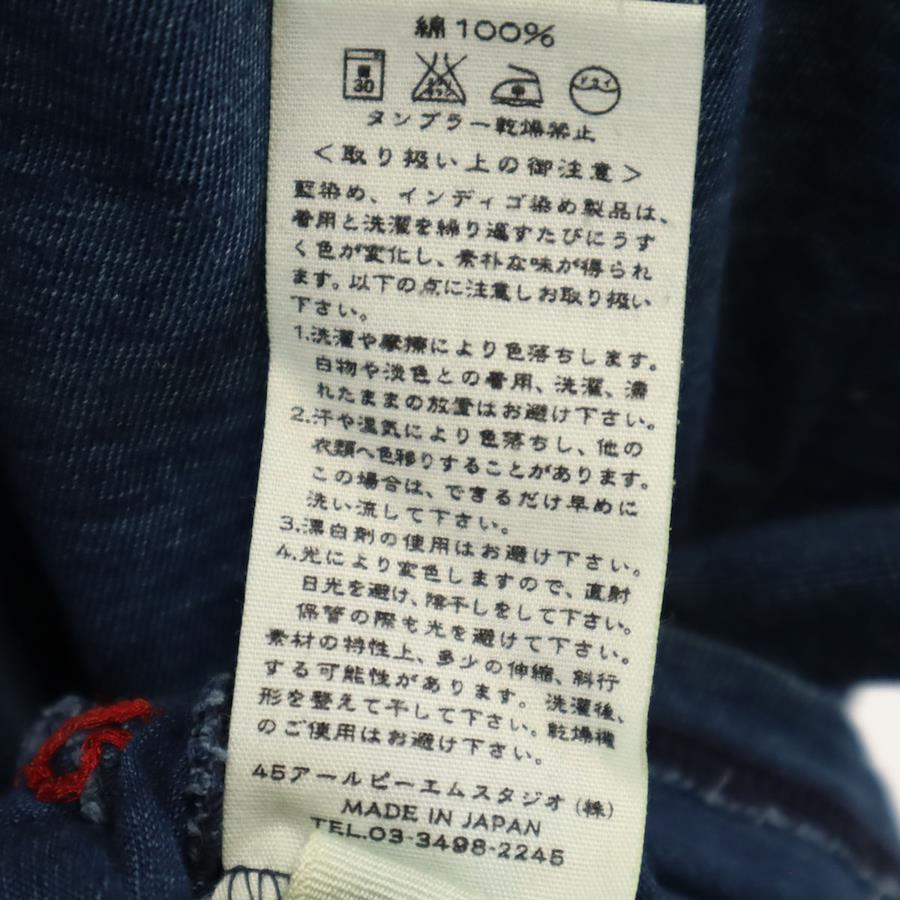 綿 100%
30
ドライ
タンブラー乾燥禁止
<取り扱い上の御注意>
藍染め、インディゴ染め製品は、
着用と洗濯を繰り返すたびにうす
く色が変化し、素朴な味が得られ
ます。以下の点に注意しお取り扱い
下さい。
1.洗濯や摩擦により色落ちします。
白物や淡色との着用、洗濯、濡
れたままの放置はお避け下さい。
2.汗や湿気により色落ちし、他の
衣類へ色移りすることがあります。
この場合は、できるだけ早めに
洗い流して下さい。
3.漂白剤の使用はお避け下さい。
4.光により変色しますので、直射
日光を避け、陰干しをして下さい。
保管の際も光を避けて下さい。
素材の特性上、多少の伸縮、斜行
する可能性があります。洗濯後、
形を整えて干して下さい。乾燥機
のご使用はお避け下さい。
45アールピーエムスタジオ(株)
MADE IN JAPAN
TEL.03-3498-2245